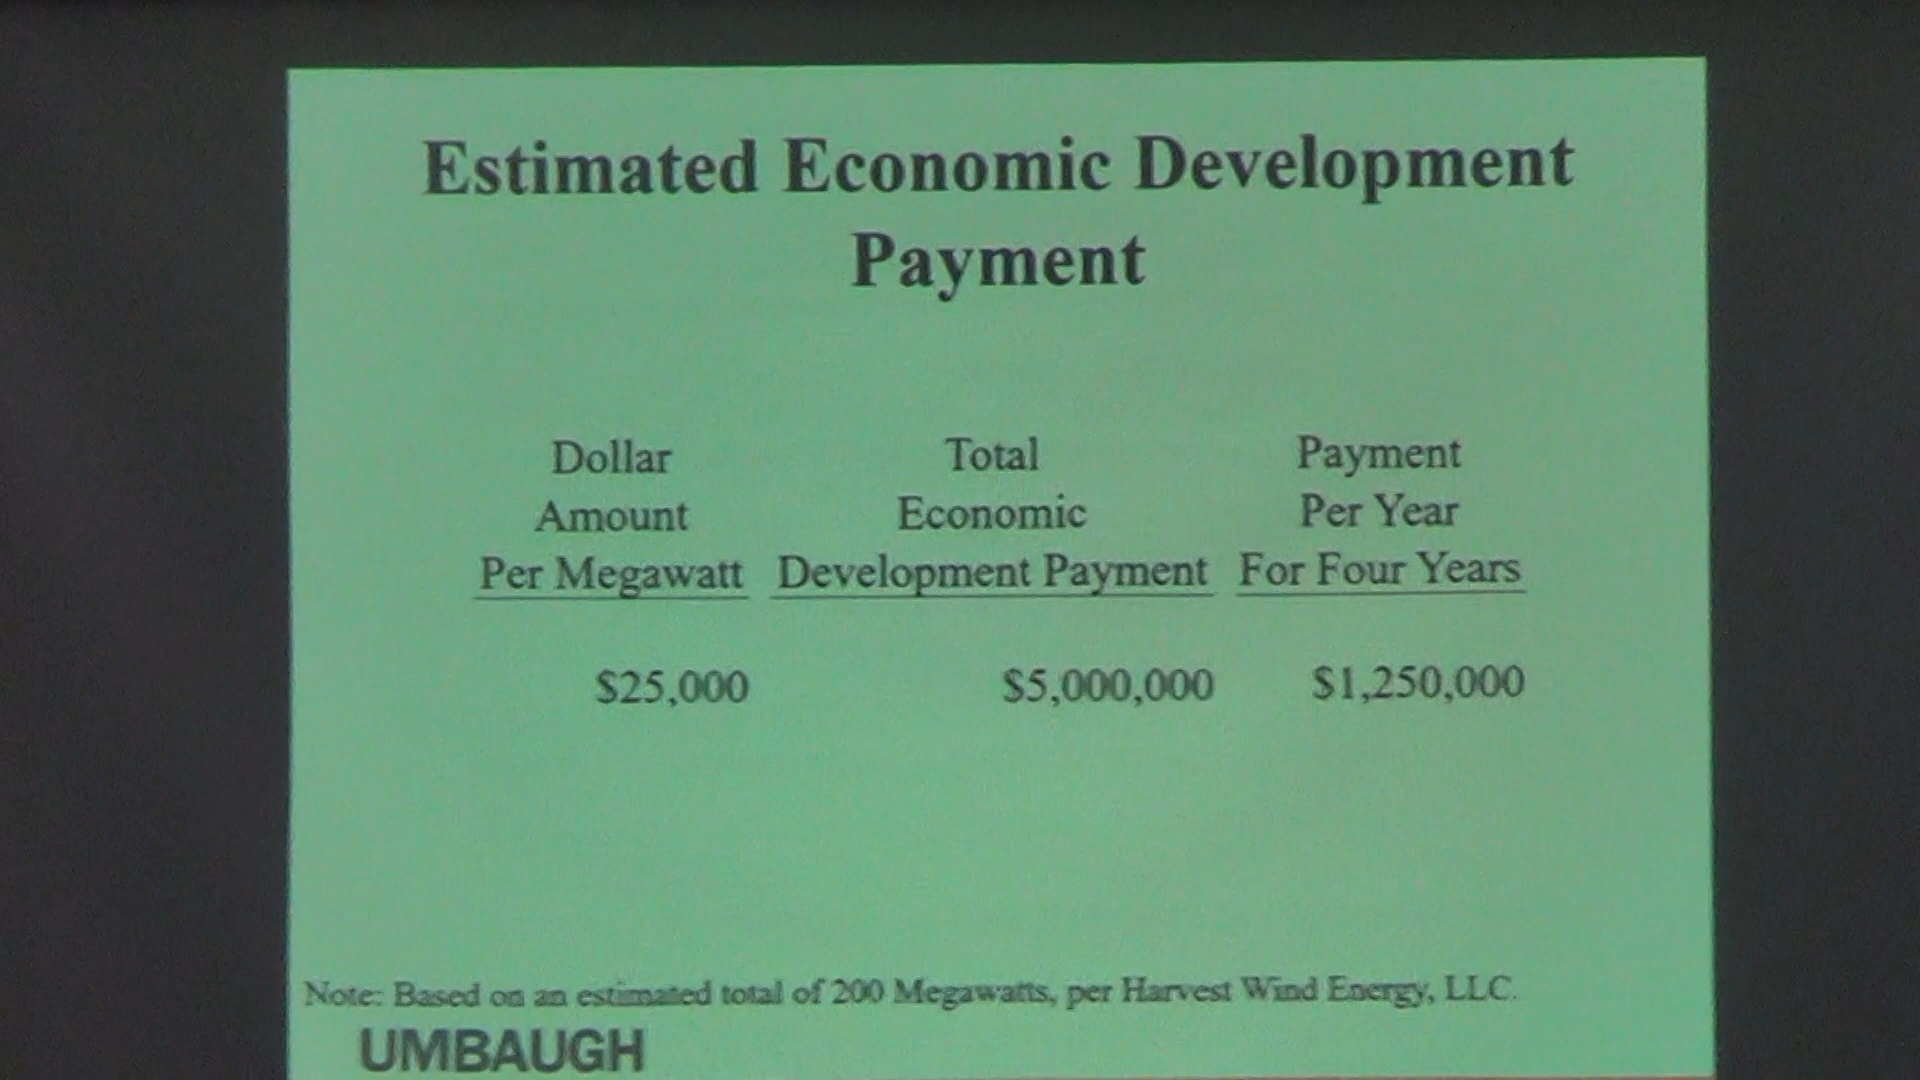 Estimated Economic Development
Payment
Dollar Total Payment
Amount Economic Per Year
Per Megawatt Development Payment For Four Years
$25,000 $5,000,000 $1,250,000
Note: Based on an estimated total of 200 Megawatts, per Harvest Wind Energy, LLC.
UMBAUGH